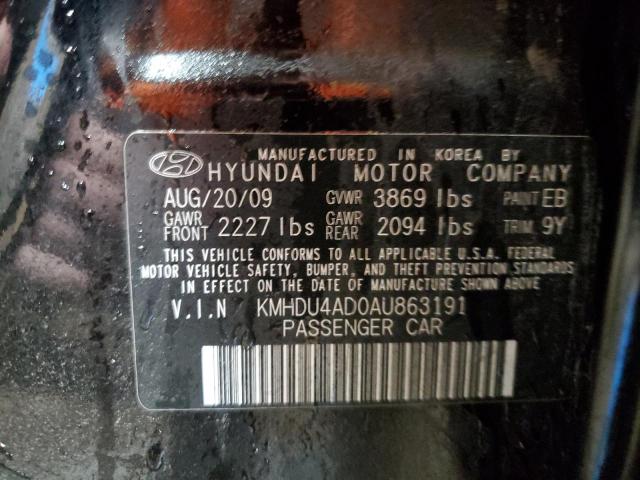 MANUFACTURED IN KOREA BY
HYUNDAI MOTOR COMPANY
AUG/20/09 GVWR 3869 lbs PAINT EB
GAWR FRONT 2227 lbs GAWR REAR 2094 lbs TRIM 9Y
THIS VEHICLE CONFORMS TO ALL APPLICABLE U.S.A. FEDERAL
MOTOR VEHICLE SAFETY, BUMPER, AND THEFT PREVENTION STANDARDS
IN EFFECT ON THE DATE OF MANUFACTURE SHOWN ABOVE
V.I.N KMHDU4AD0AU863191
PASSENGER CAR